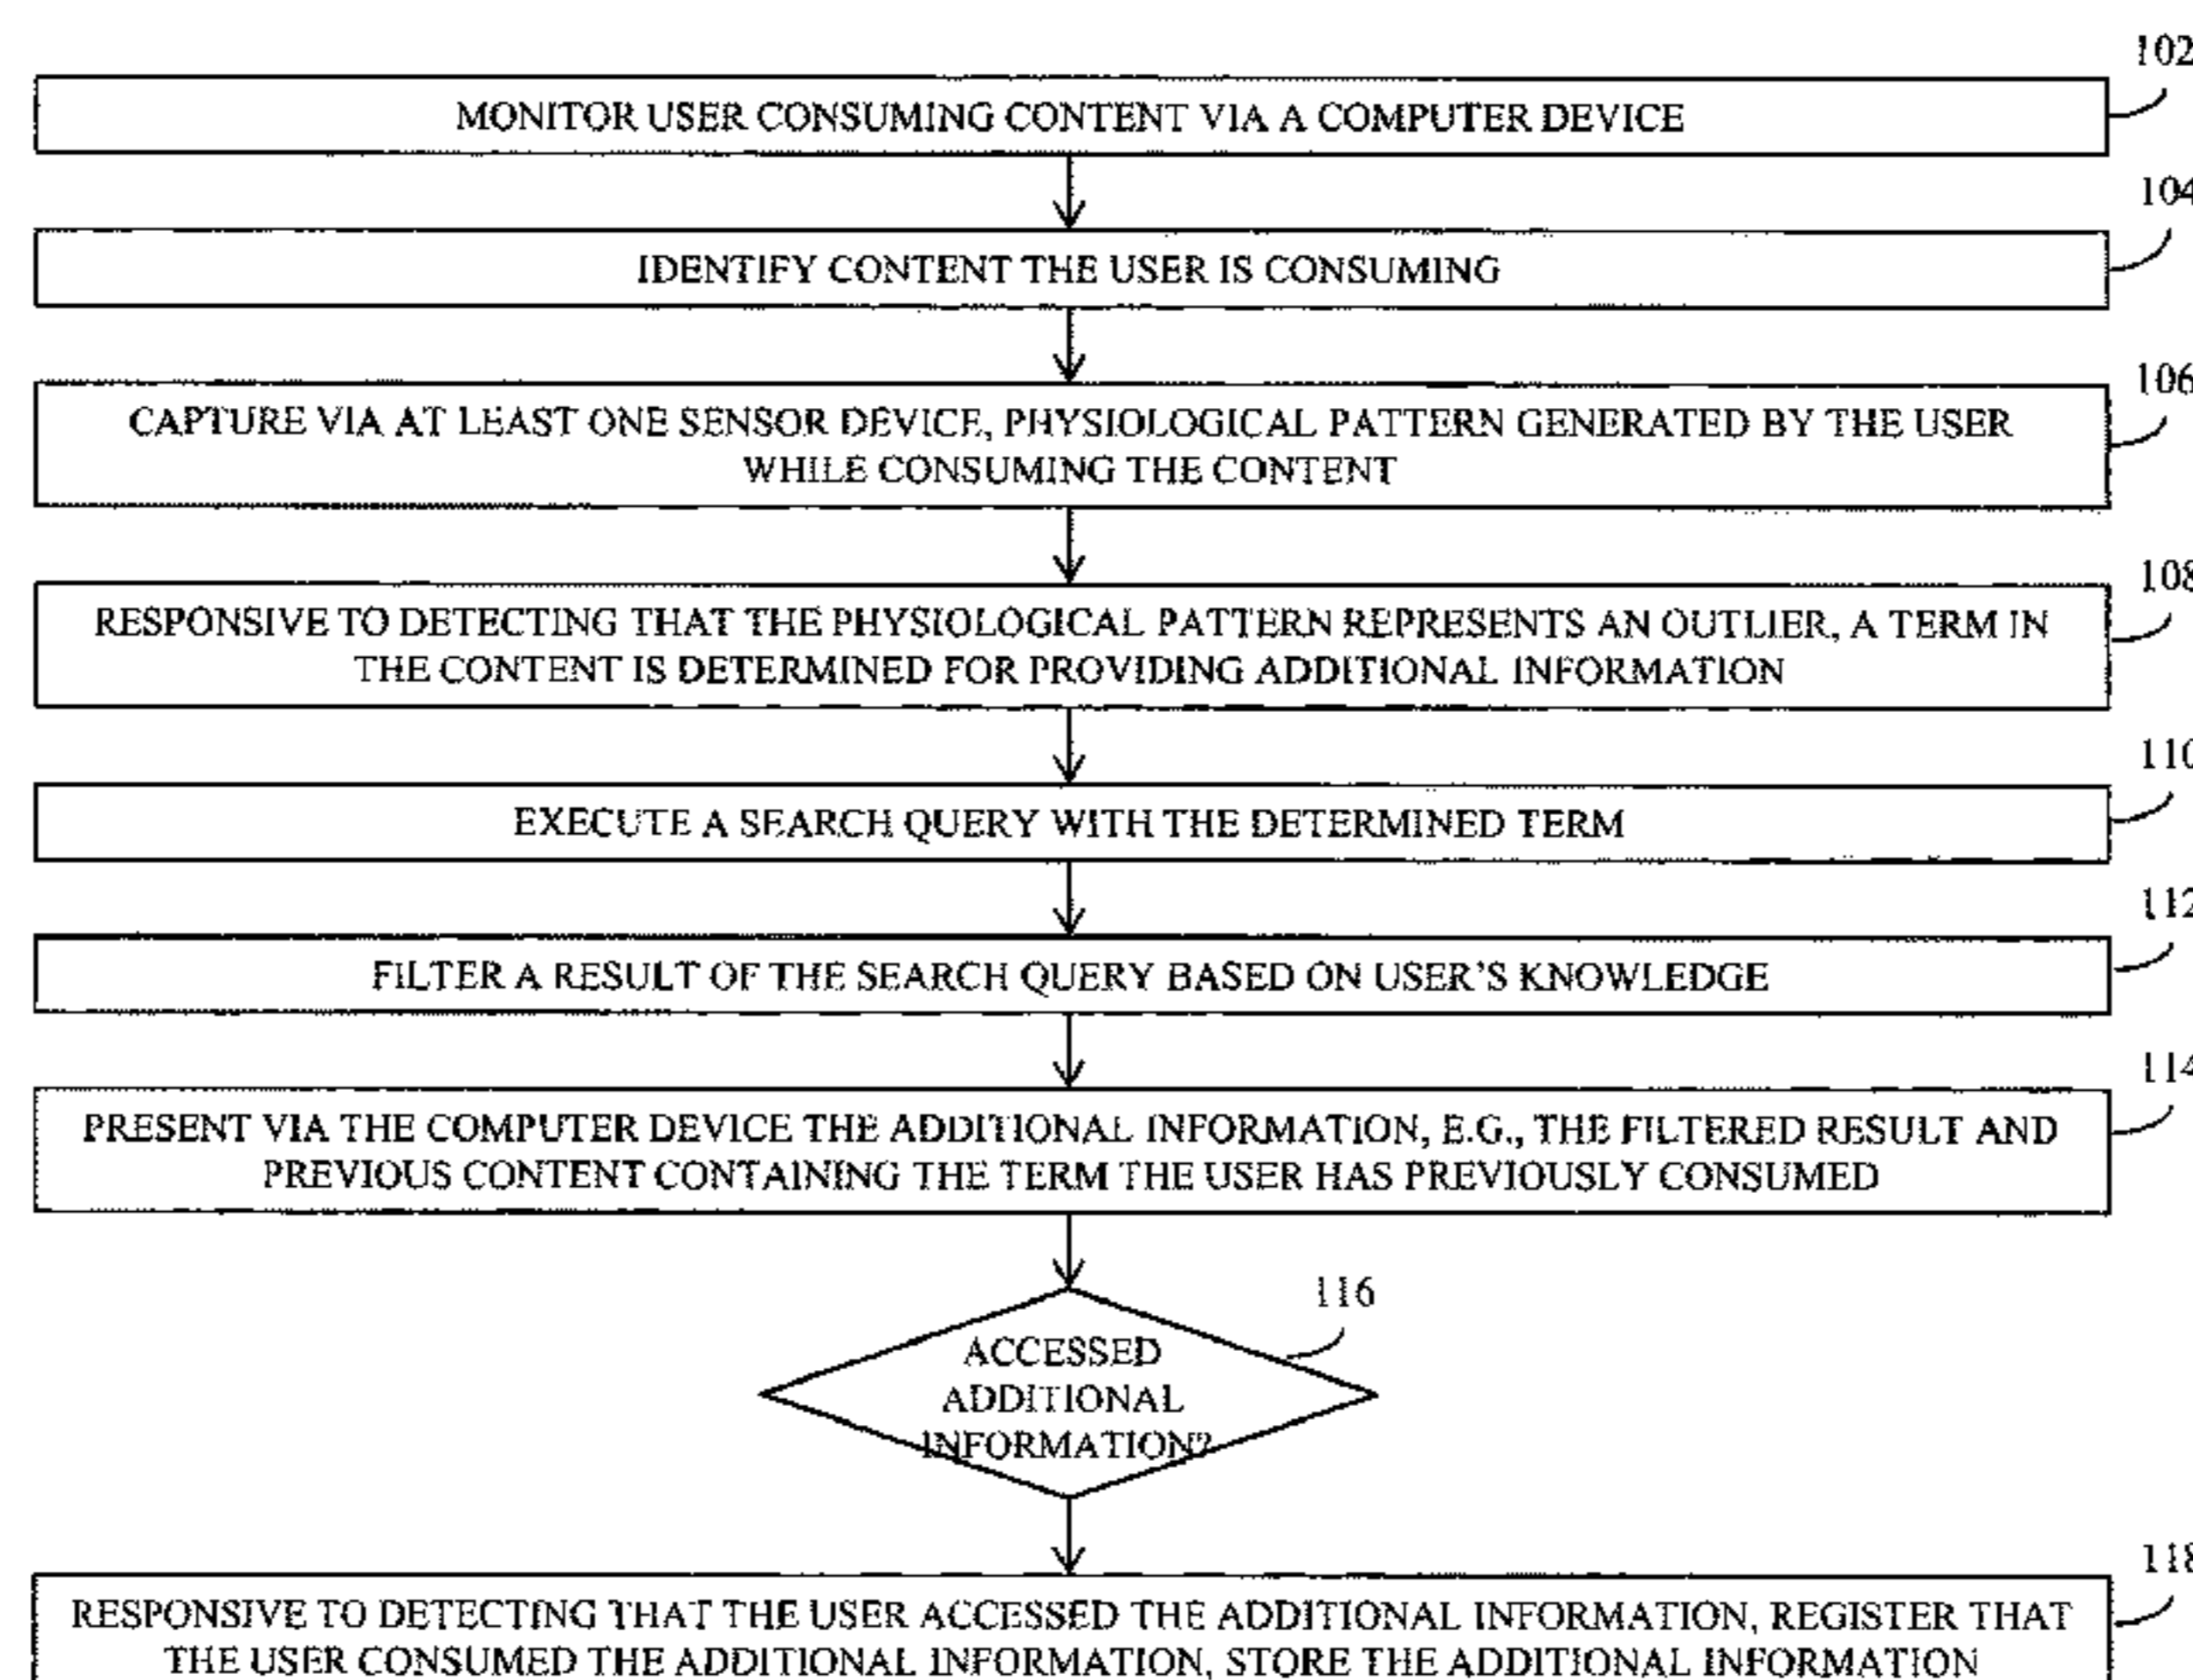 102
MONITOR USER CONSUMING CONTENT VIA A COMPUTER DEVICE
104
IDENTIFY CONTENT THE USER IS CONSUMING
106
CAPTURE VIA AT LEAST ONE SENSOR DEVICE, PHYSIOLOGICAL PATTERN GENERATED BY THE USER
WHILE CONSUMING THE CONTENT
108
RESPONSIVE TO DETECTING THAT THE PHYSIOLOGICAL PATTERN REPRESENTS AN OUTLIER, A TERM IN
THE CONTENT IS DETERMINED FOR PROVIDING ADDITIONAL INFORMATION
110
EXECUTE A SEARCH QUERY WITH THE DETERMINED TERM
112
FILTER A RESULT OF THE SEARCH QUERY BASED ON USER'S KNOWLEDGE
114
PRESENT VIA THE COMPUTER DEVICE THE ADDITIONAL INFORMATION, E.G., THE FILTERED RESULT AND
PREVIOUS CONTENT CONTAINING THE TERM THE USER HAS PREVIOUSLY CONSUMED
116
ACCESSED
ADDITIONAL
INFORMATION?
118
RESPONSIVE TO DETECTING THAT THE USER ACCESSED THE ADDITIONAL INFORMATION, REGISTER THAT
THE USER CONSUMED THE ADDITIONAL INFORMATION, STORE THE ADDITIONAL INFORMATION